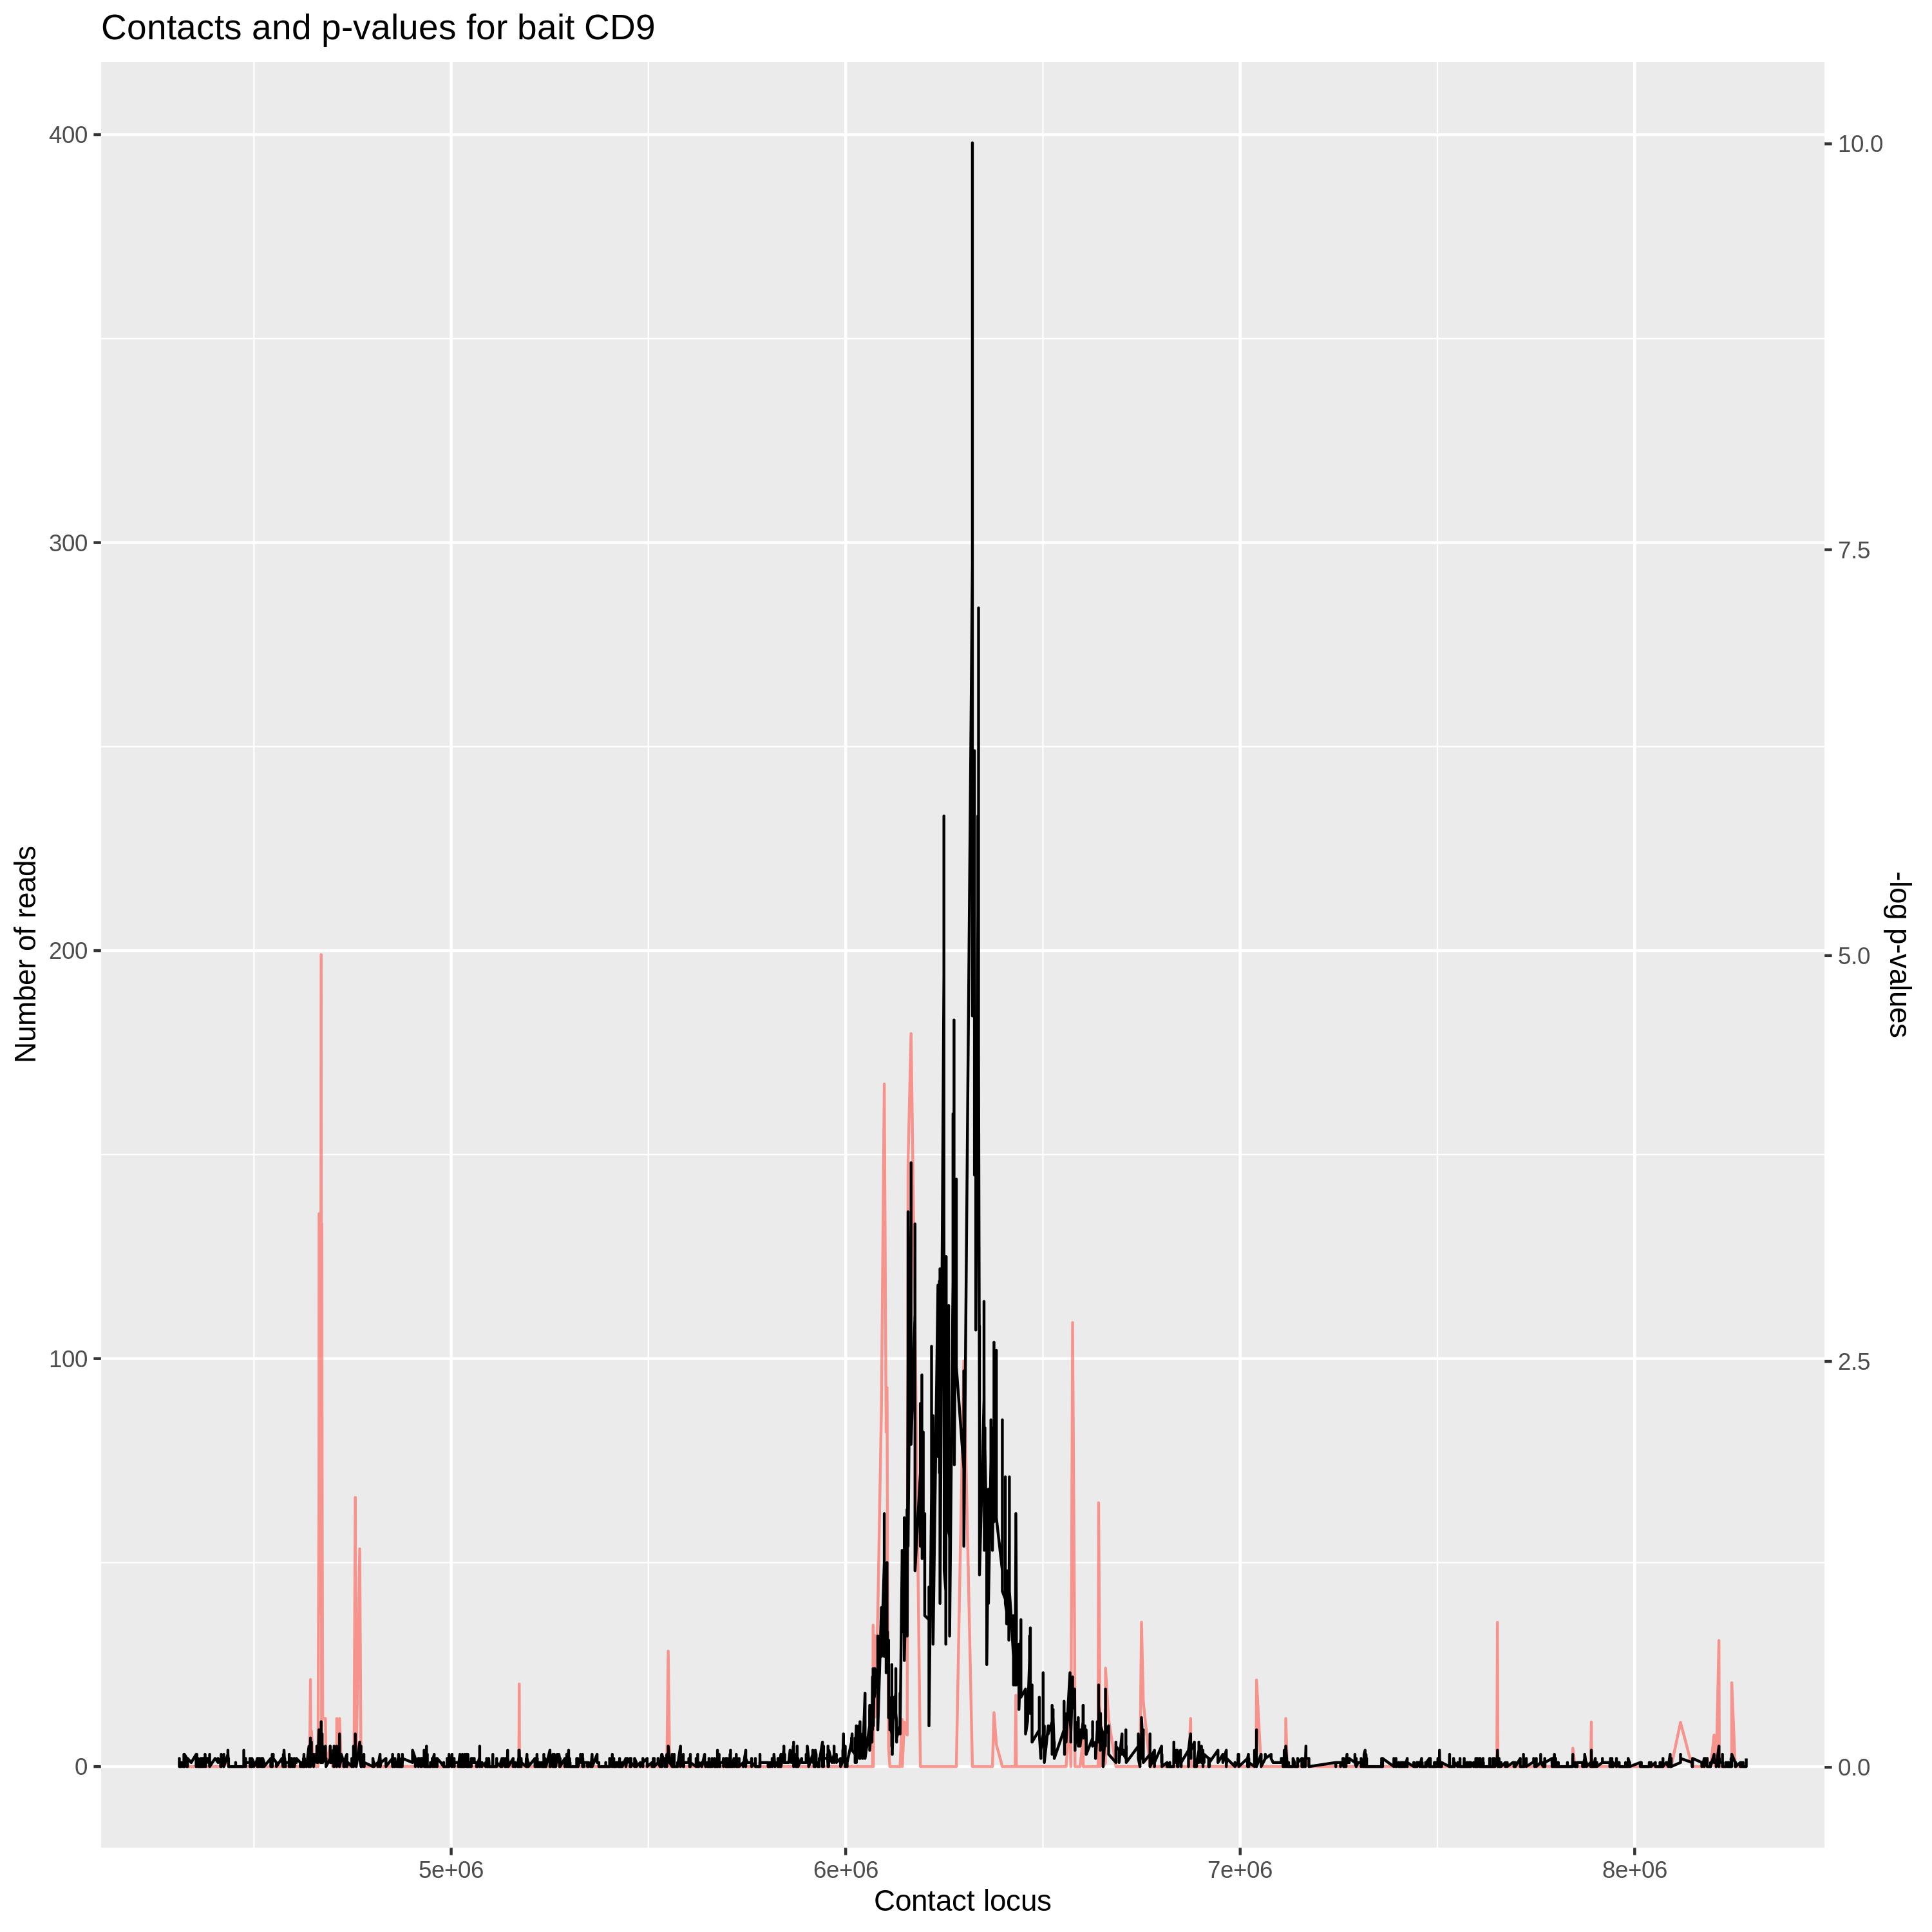 Contacts and p-values for bait CD9
400
300
200
100
0
Number of reads
10.0
7.5
5.0
2.5
0.0
-log p-values
5e+06
6e+06
7e+06
8e+06
Contact locus